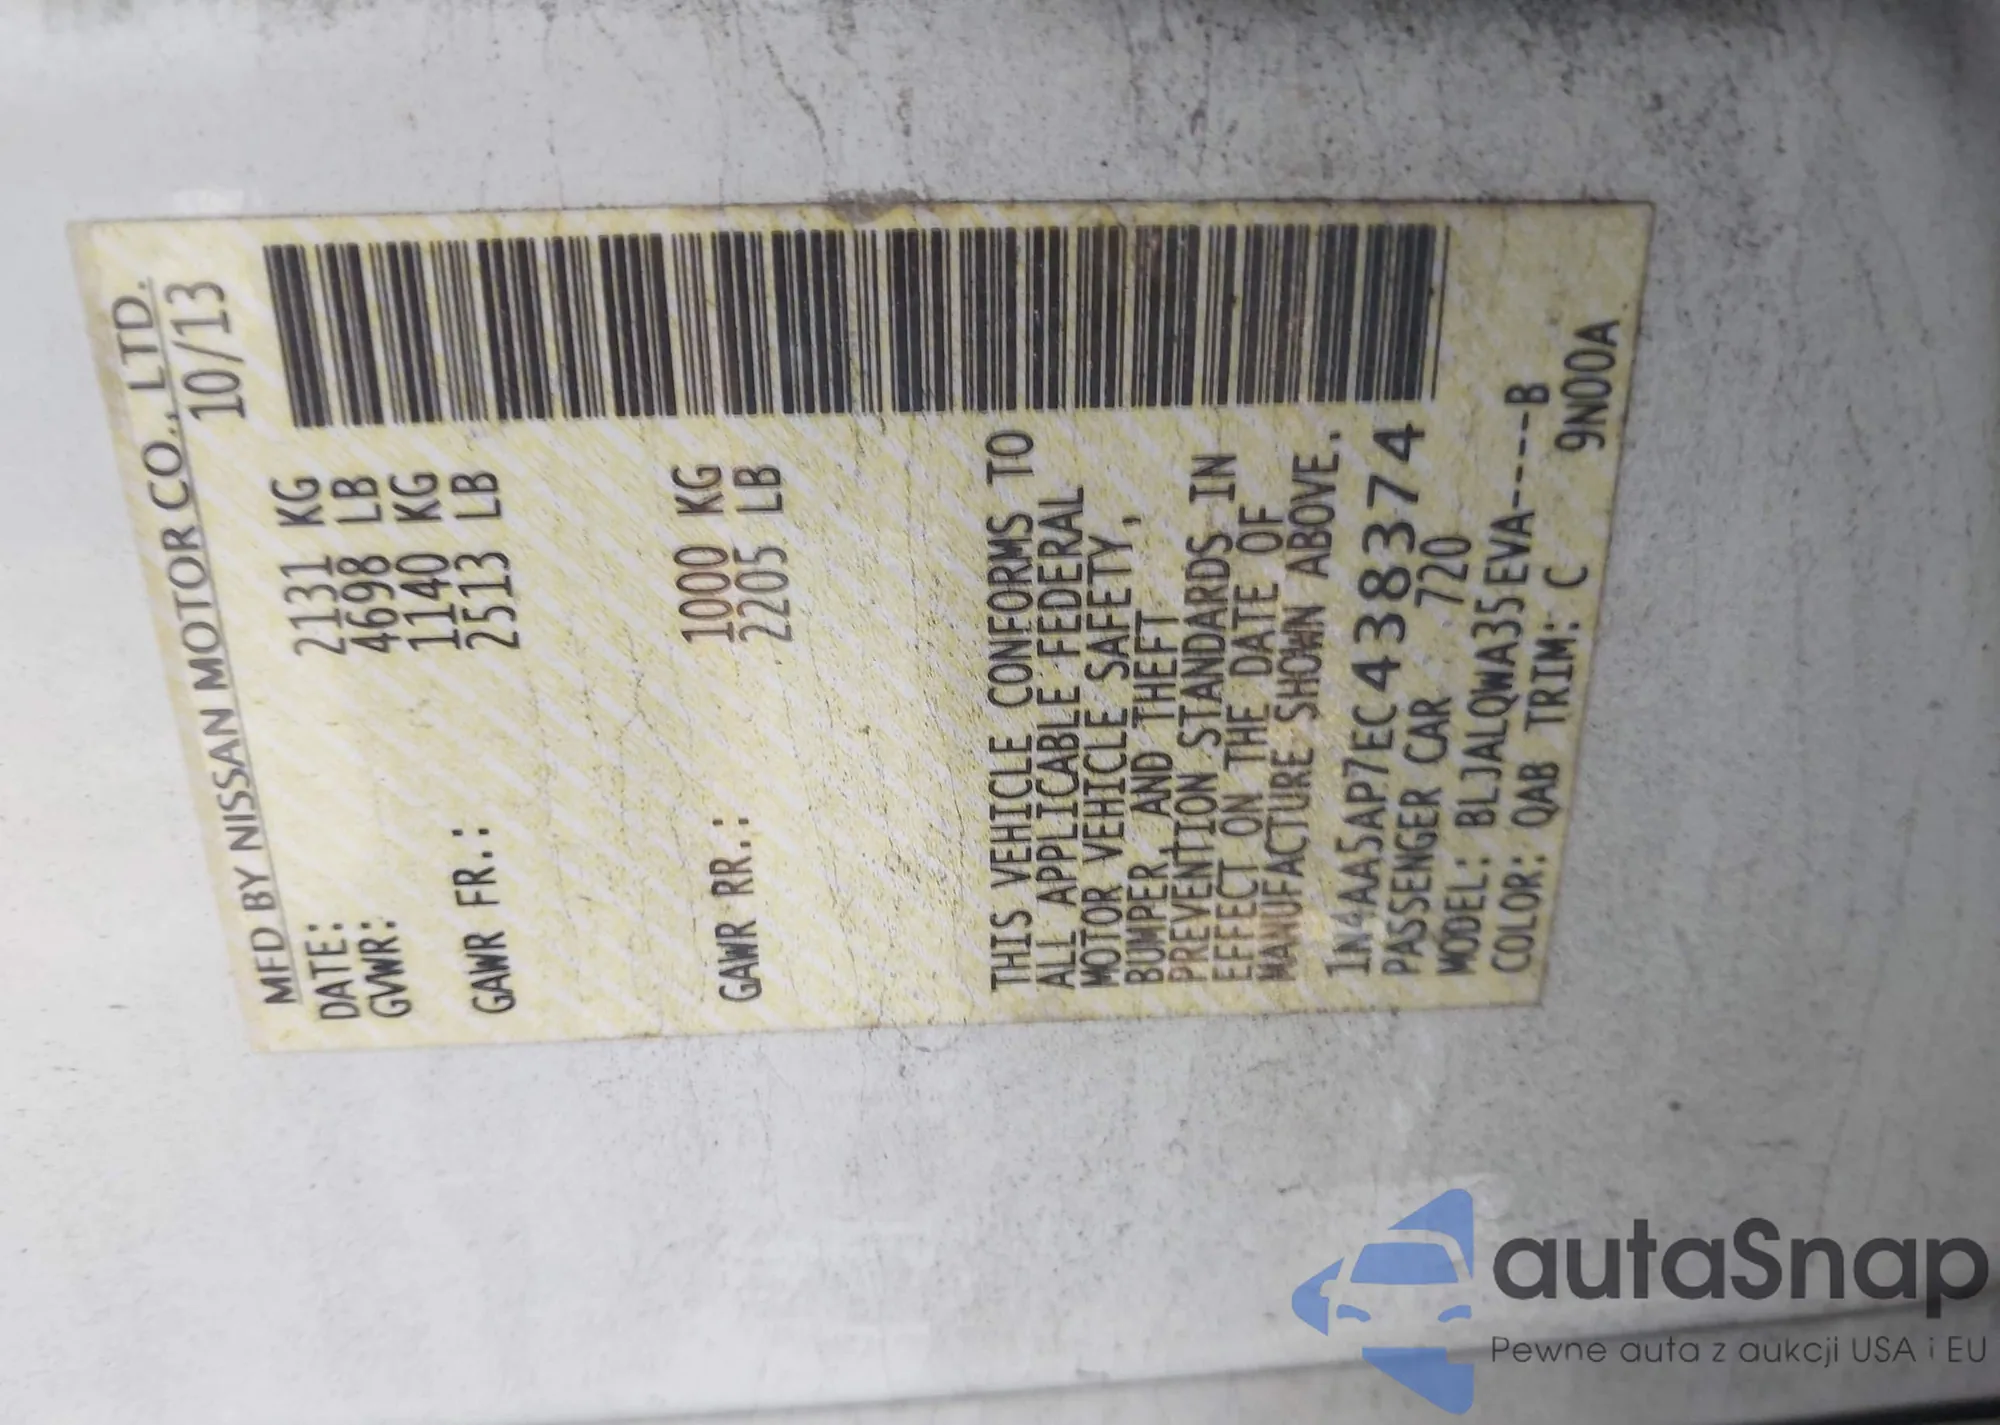 MFD BY NISSAN MOTOR CO., LTD.
DATE: 10/13
GVWR: 2131 KG
4698 LB
GAWR FR.: 1140 KG
2513 LB
GAWR RR.: 1000 KG
2205 LB
THIS VEHICLE CONFORMS TO
ALL APPLICABLE FEDERAL
MOTOR VEHICLE SAFETY,
BUMPER, AND THEFT
PREVENTION STANDARDS IN
EFFECT ON THE DATE OF
MANUFACTURE SHOWN ABOVE.
1N4AA5AP7EC438374
PASSENGER CAR 720
MODEL: BLJALQWA35EVA-----B
COLOR: QAB TRIM: C 9N00A
autaSnap
Pewne auta z aukcji USA i EU